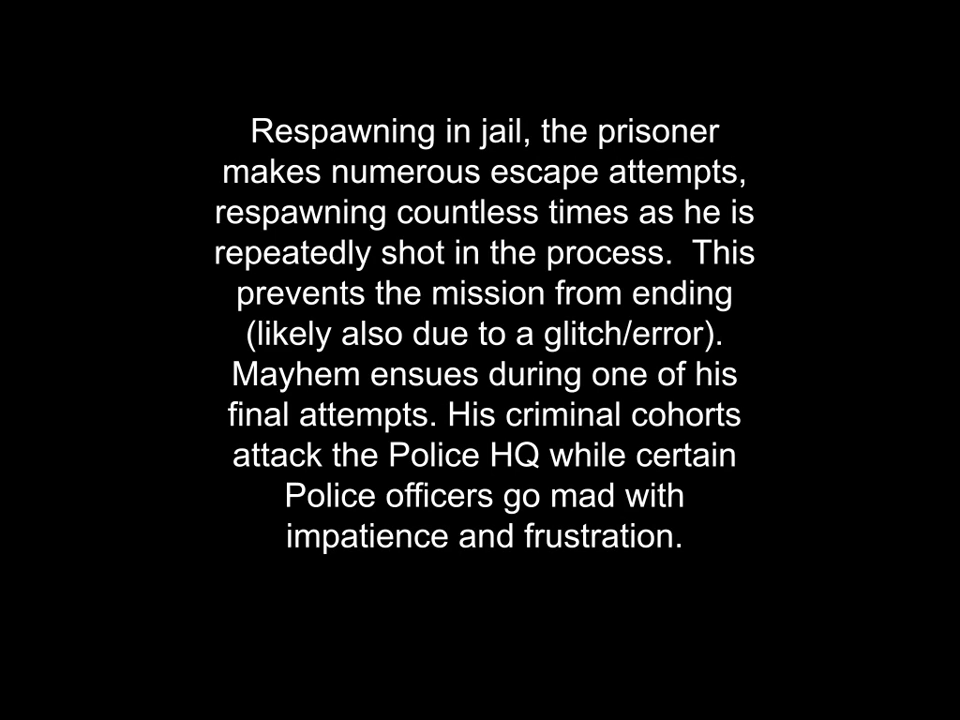 Respawning in jail, the prisoner
makes numerous escape attempts,
respawning countless times as he is
repeatedly shot in the process.  This
prevents the mission from ending
(likely also due to a glitch/error).
Mayhem ensues during one of his
final attempts. His criminal cohorts
attack the Police HQ while certain
Police officers go mad with
impatience and frustration.